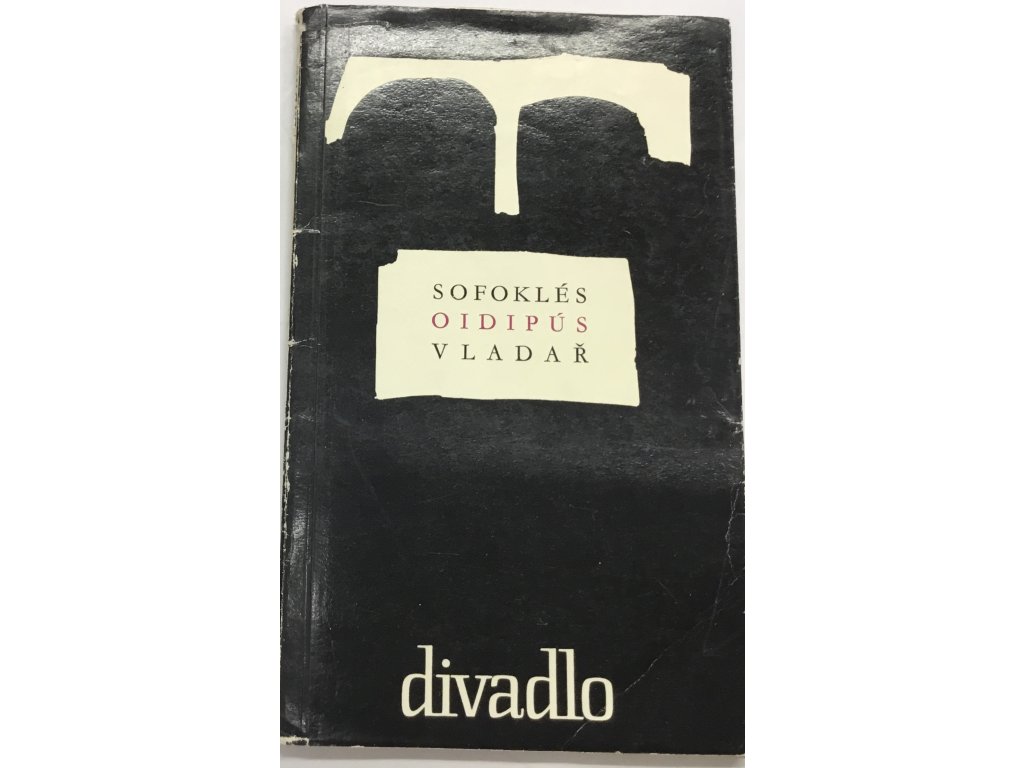 SOFOKLÉS
OIDIPÚS
VLADAŘ
divadlo